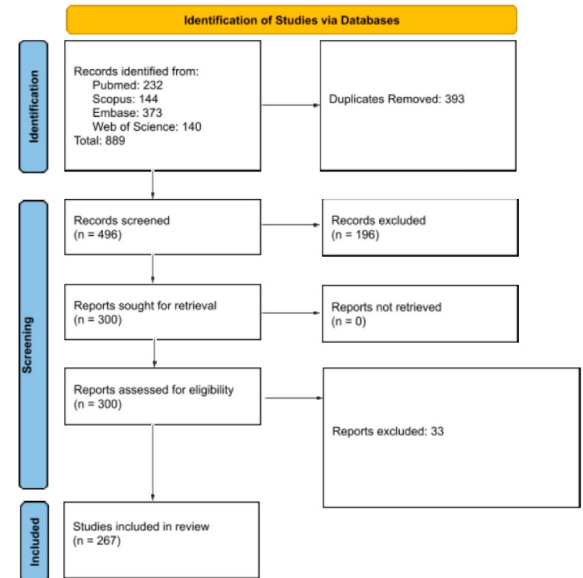 Identification of Studies via Databases
Identification
Records identified from:
Pubmed: 232
Scopus: 144
Embase: 373
Web of Science: 140
Total: 889
Duplicates Removed: 393
Screening
Records screened
(n = 496)
Records excluded
(n = 196)
Reports sought for retrieval
(n = 300)
Reports not retrieved
(n = 0)
Reports assessed for eligibility
(n = 300)
Reports excluded: 33
Included
Studies included in review
(n = 267)